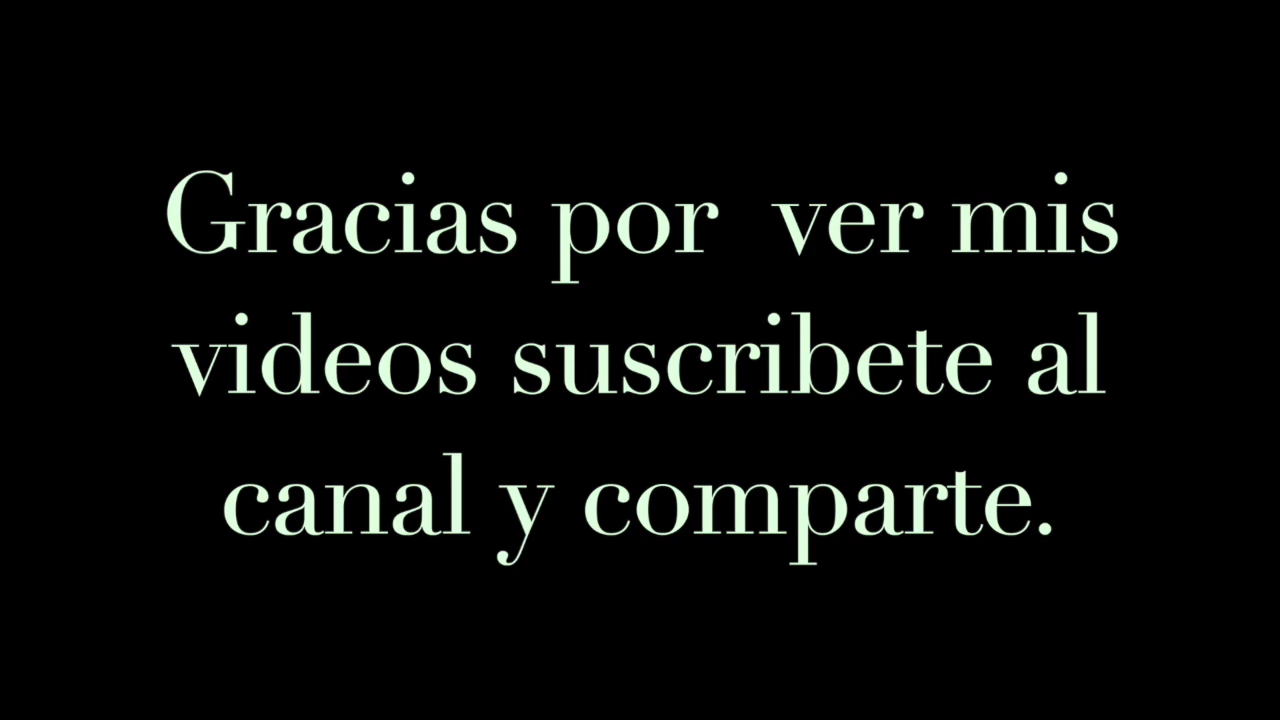 Gracias por  ver mis
videos suscribete al
canal y comparte.